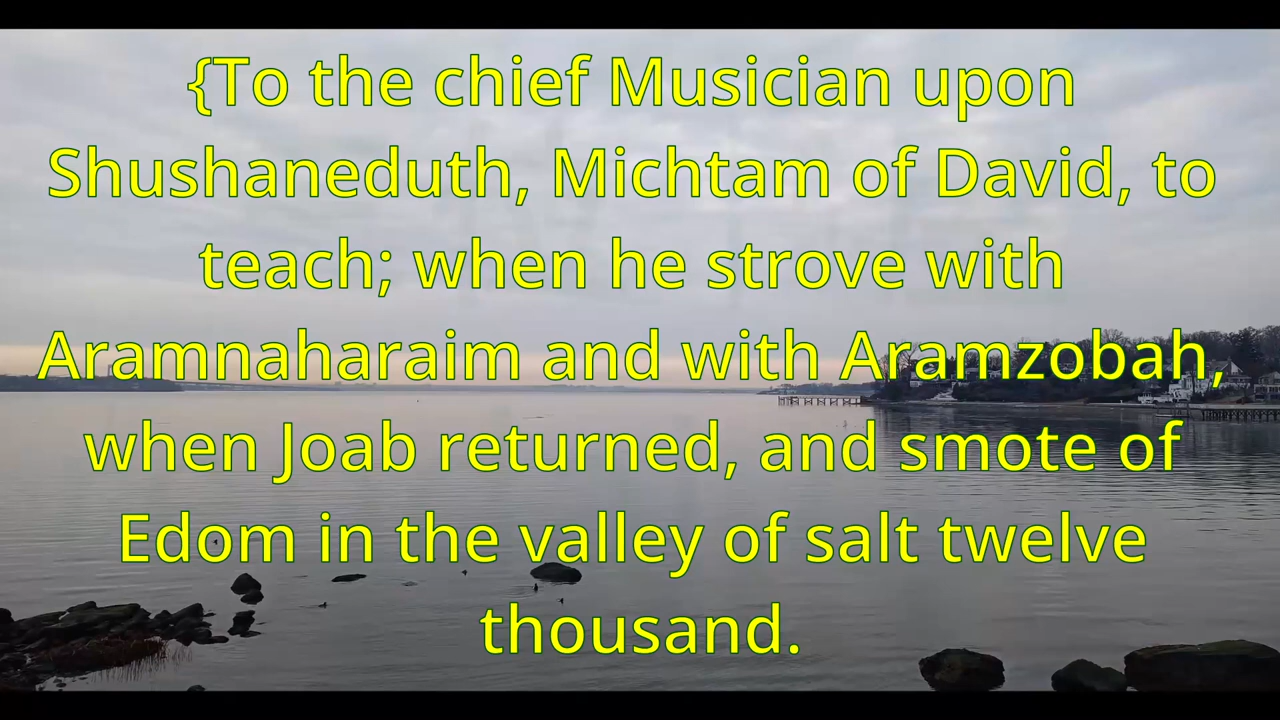 {To the chief Musician upon
Shushaneduth, Michtam of David, to
teach; when he strove with
Aramnaharaim and with Aramzobah,
when Joab returned, and smote of
Edom in the valley of salt twelve
thousand.